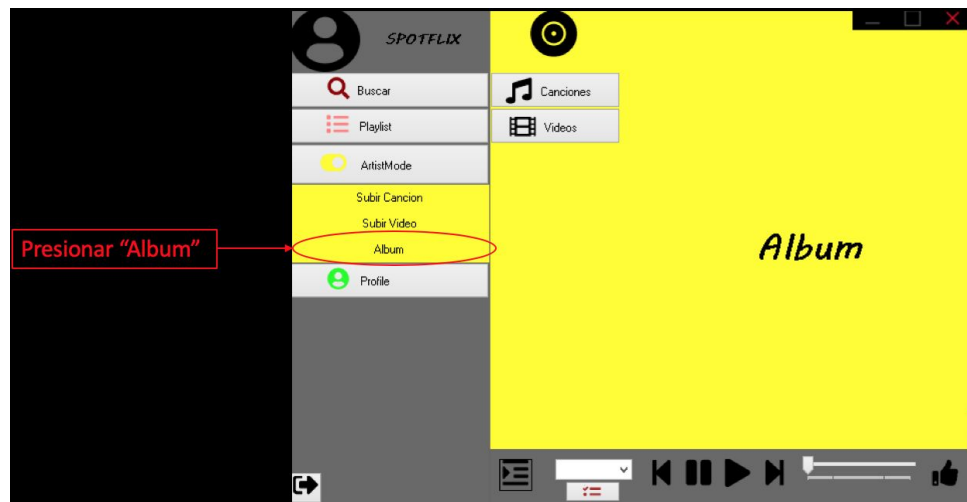 SPOTFLIX
Buscar
Canciones
Playlist
Videos
ArtistMode
Subir Cancion
Subir Video
Presionar “Album”
Album
Album
Profile